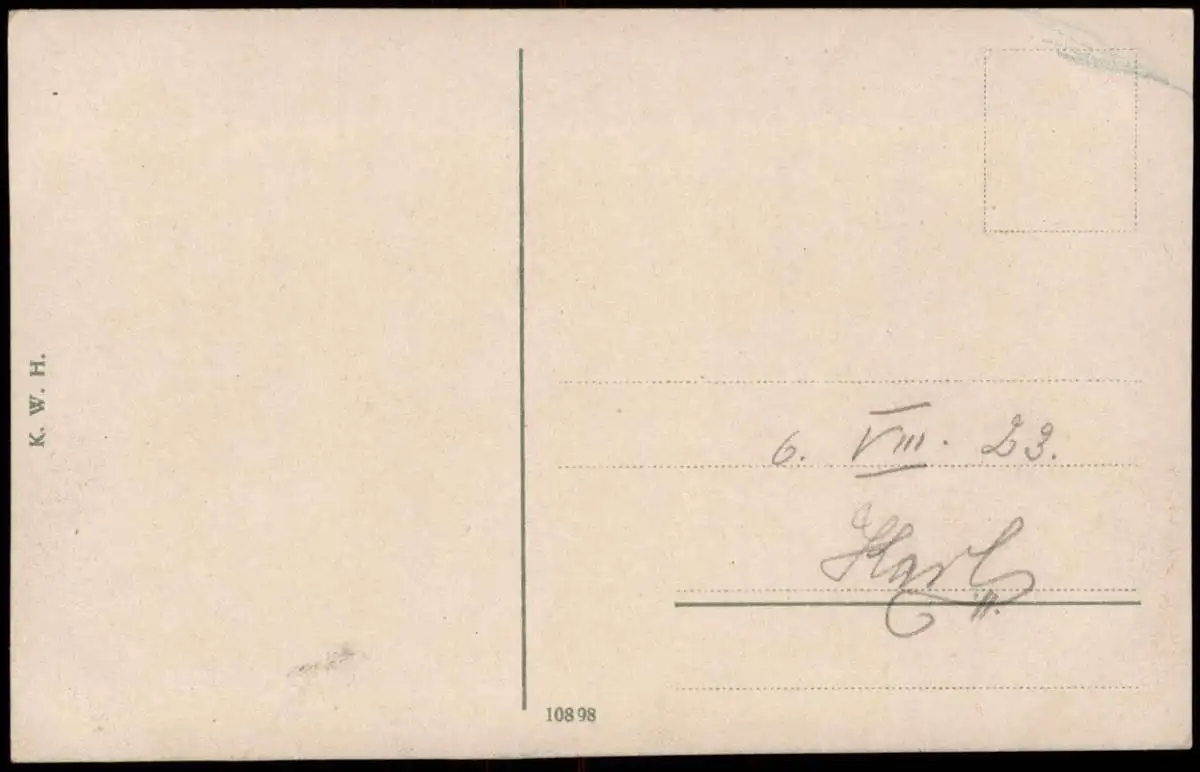 K. W. H.
6. VIII. 23.
Karl
10898